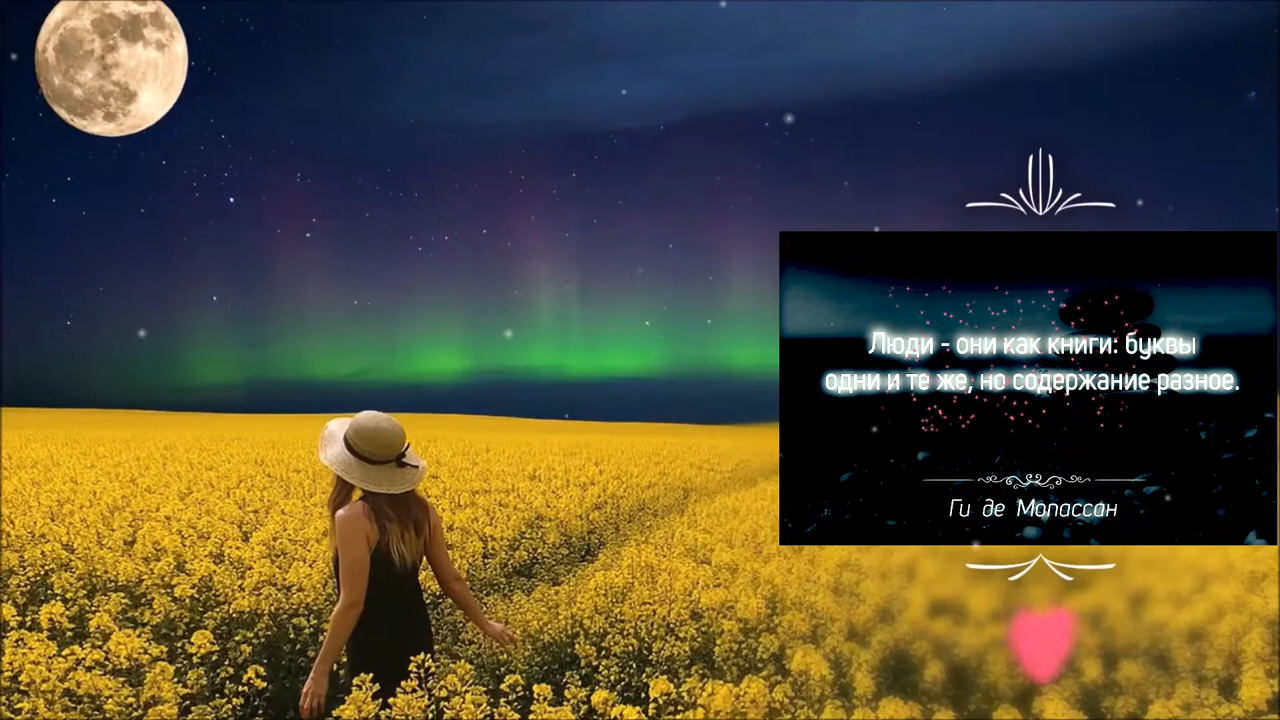 Люди - они как книги: буквы
одни и те же, но содержание разное.
Ги де Мопассан